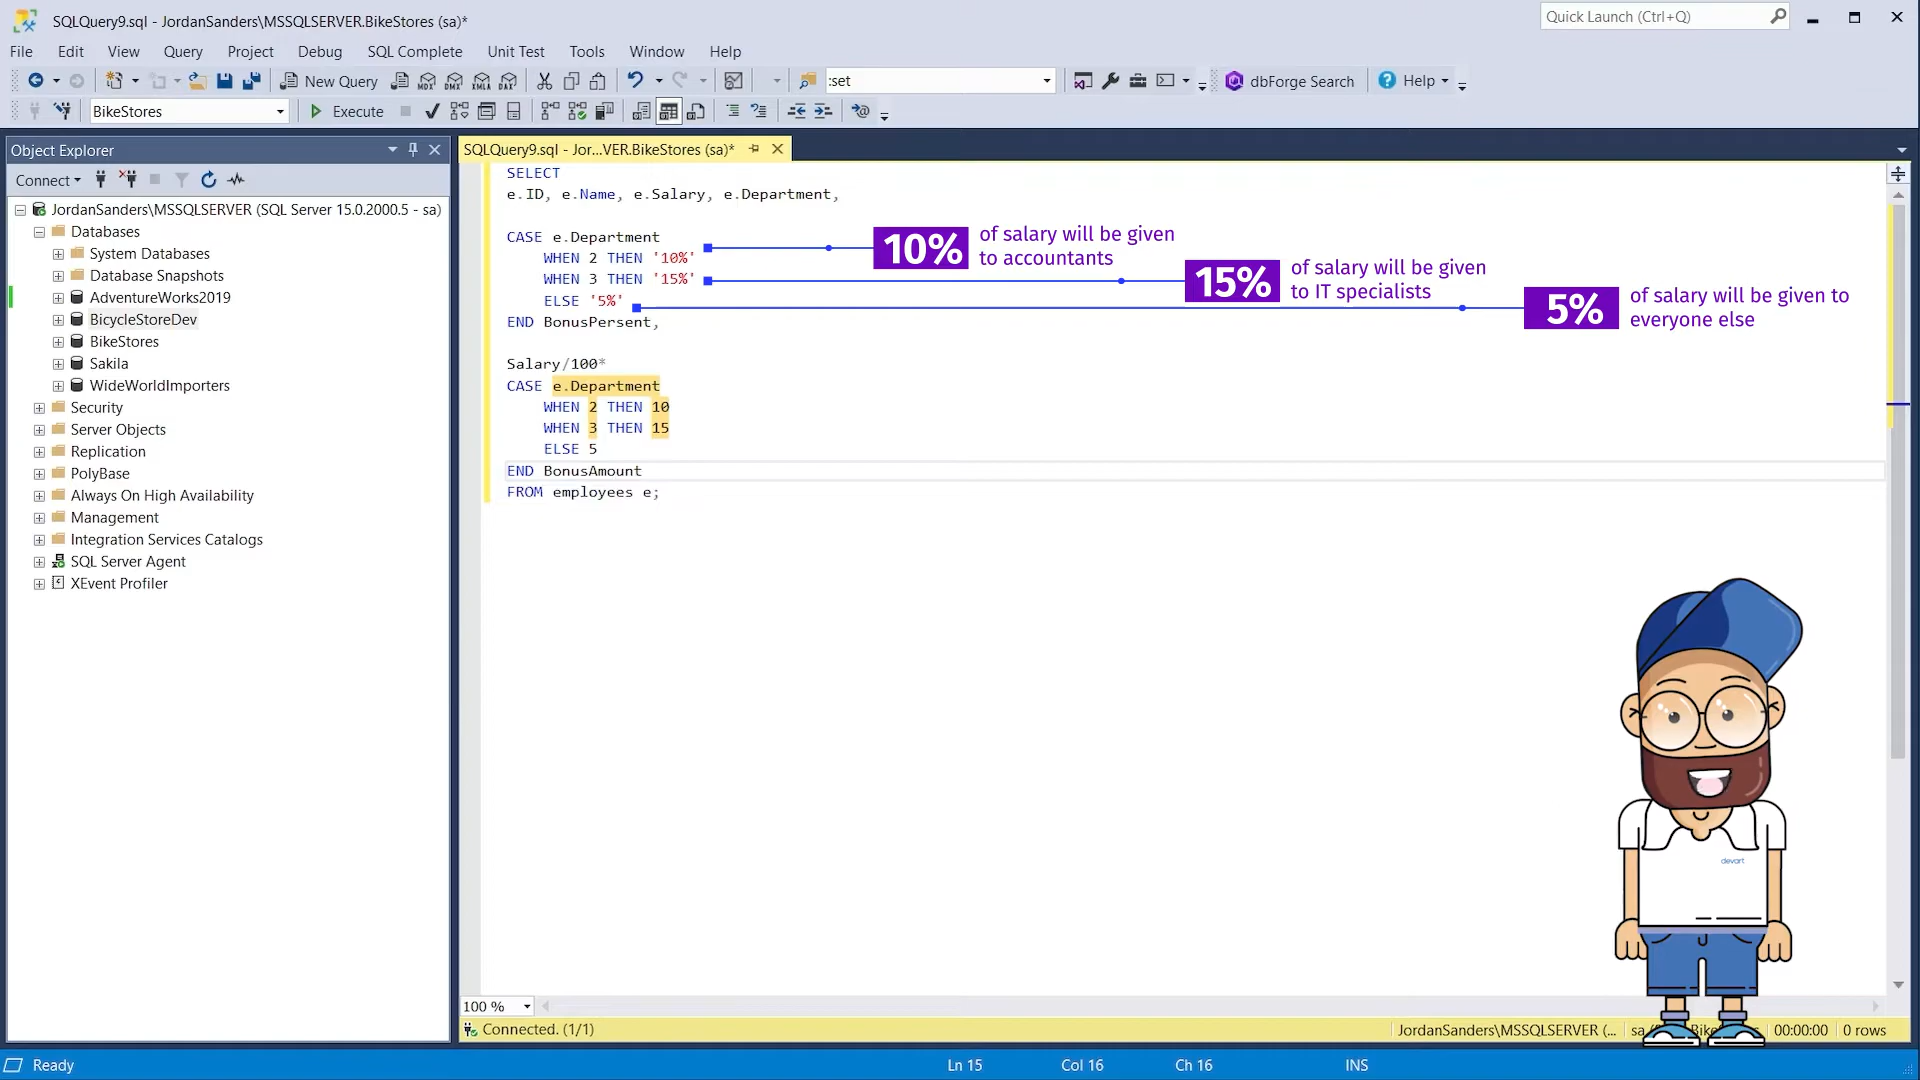 SQLQuery9.sql - JordanSanders\MSSQLSERVER.BikeStores (sa)*
Quick Launch (Ctrl+Q)
File Edit View Query Project Debug SQL Complete Unit Test Tools Window Help
New Query MDX DMX XMLA DAX :set dbForge Search Help
BikeStores Execute
Object Explorer
Connect
JordanSanders\MSSQLSERVER (SQL Server 15.0.2000.5 - sa)
Databases
System Databases
Database Snapshots
AdventureWorks2019
BicycleStoreDev
BikeStores
Sakila
WideWorldImporters
Security
Server Objects
Replication
PolyBase
Always On High Availability
Management
Integration Services Catalogs
SQL Server Agent
XEvent Profiler
SQLQuery9.sql - Jor...VER.BikeStores (sa)*
SELECT
e.ID, e.Name, e.Salary, e.Department,
CASE e.Department
WHEN 2 THEN '10%'
WHEN 3 THEN '15%'
ELSE '5%'
END BonusPersent,
Salary/100*
CASE e.Department
WHEN 2 THEN 10
WHEN 3 THEN 15
ELSE 5
END BonusAmount
FROM employees e;
10% of salary will be given
to accountants
15% of salary will be given
to IT specialists
5% of salary will be given to
everyone else
devart
100 %
Connected. (1/1)
JordanSanders\MSSQLSERVER (... sa 00:00:00 0 rows
Ready Ln 15 Col 16 Ch 16 INS